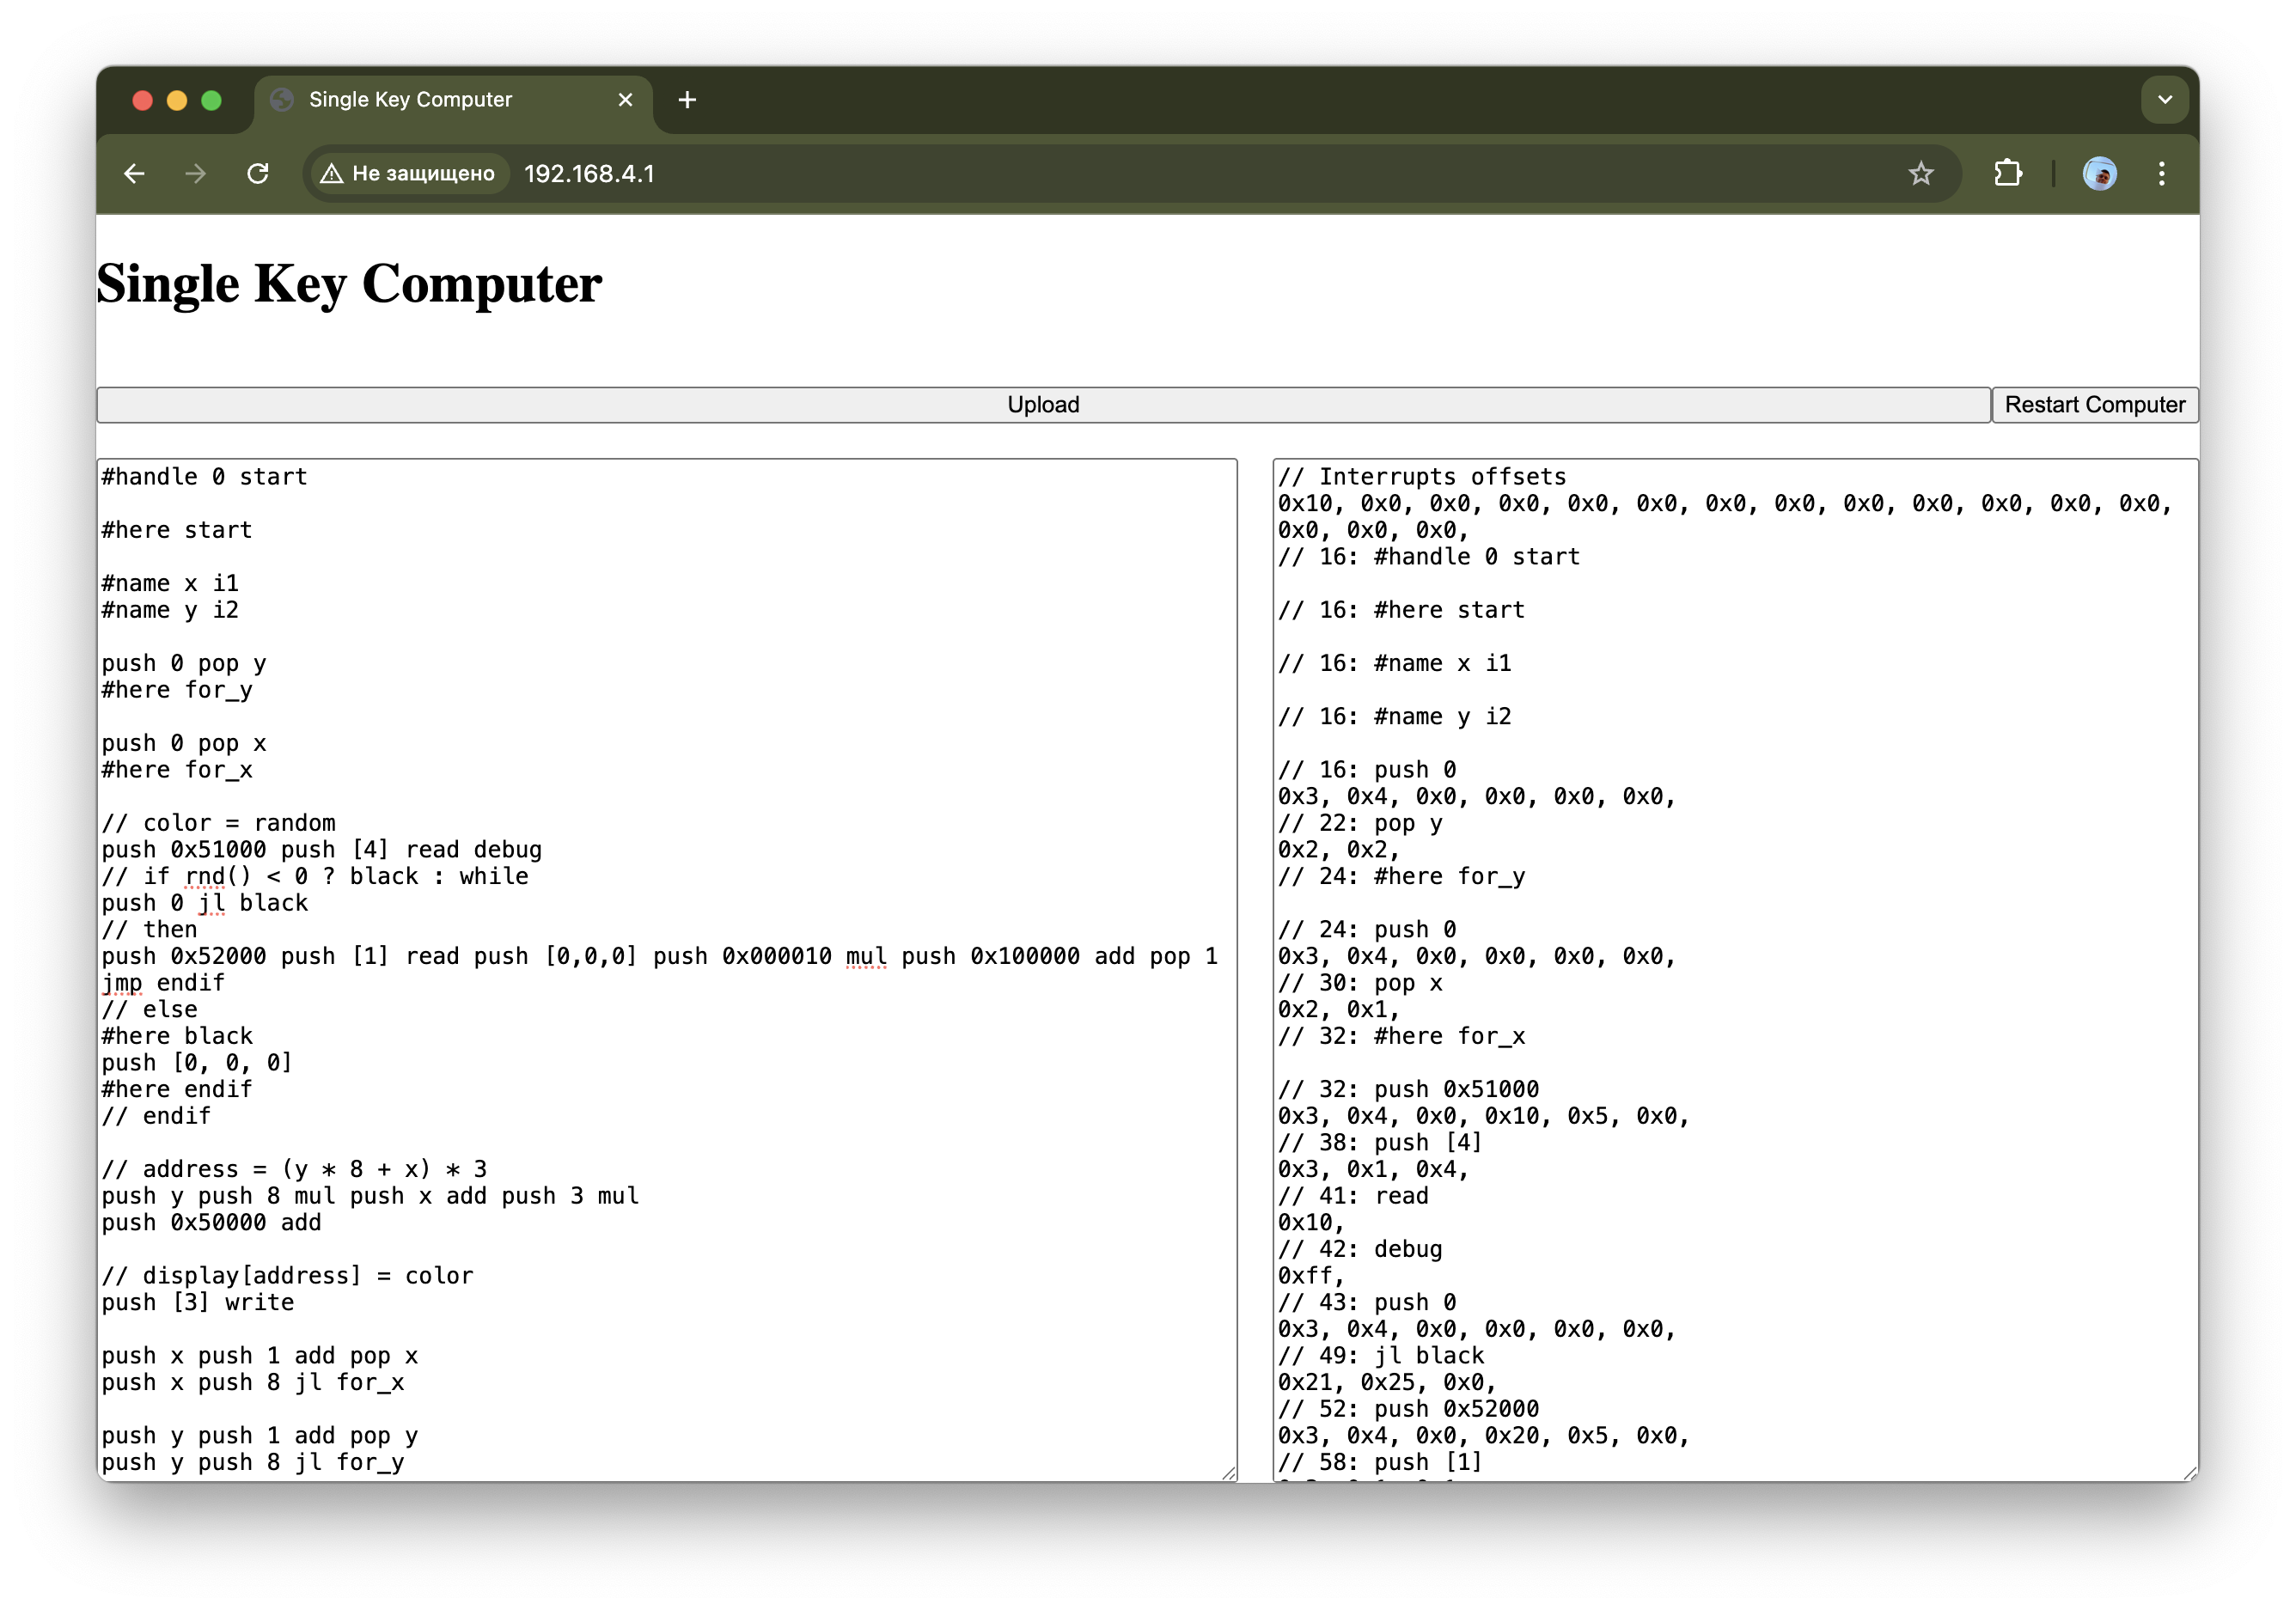 Single Key Computer
Не защищено 192.168.4.1
Single Key Computer
Upload
Restart Computer
#handle 0 start
#here start
#name x i1
#name y i2
push 0 pop y
#here for_y
push 0 pop x
#here for_x
// color = random
push 0x51000 push [4] read debug
// if rnd() < 0 ? black : while
push 0 jl black
// then
push 0x52000 push [1] read push [0,0,0] push 0x000010 mul push 0x100000 add pop 1
jmp endif
// else
#here black
push [0, 0, 0]
#here endif
// endif
// address = (y * 8 + x) * 3
push y push 8 mul push x add push 3 mul
push 0x50000 add
// display[address] = color
push [3] write
push x push 1 add pop x
push x push 8 jl for_x
push y push 1 add pop y
push y push 8 jl for_y
// Interrupts offsets
0x10, 0x0, 0x0, 0x0, 0x0, 0x0, 0x0, 0x0, 0x0, 0x0, 0x0, 0x0, 0x0,
0x0, 0x0, 0x0,
// 16: #handle 0 start
// 16: #here start
// 16: #name x i1
// 16: #name y i2
// 16: push 0
0x3, 0x4, 0x0, 0x0, 0x0, 0x0,
// 22: pop y
0x2, 0x2,
// 24: #here for_y
// 24: push 0
0x3, 0x4, 0x0, 0x0, 0x0, 0x0,
// 30: pop x
0x2, 0x1,
// 32: #here for_x
// 32: push 0x51000
0x3, 0x4, 0x0, 0x10, 0x5, 0x0,
// 38: push [4]
0x3, 0x1, 0x4,
// 41: read
0x10,
// 42: debug
0xff,
// 43: push 0
0x3, 0x4, 0x0, 0x0, 0x0, 0x0,
// 49: jl black
0x21, 0x25, 0x0,
// 52: push 0x52000
0x3, 0x4, 0x0, 0x20, 0x5, 0x0,
// 58: push [1]